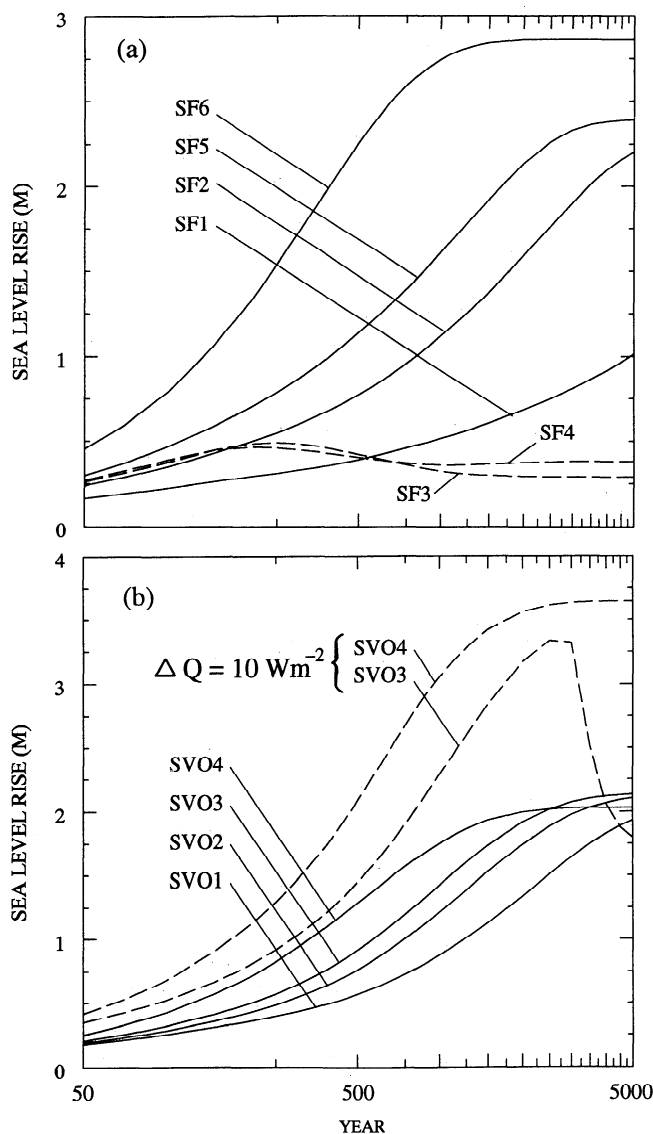 3
(a)
SF6
SF5
2
SF2
SF1
SEA LEVEL RISE (M)
1
SF4
SF3
0
4
(b)
△ Q = 10 Wm⁻² { SVO4
SVO3
3
SVO4
SVO3
2
SVO2
SVO1
SEA LEVEL RISE (M)
1
0
50 500 5000
YEAR